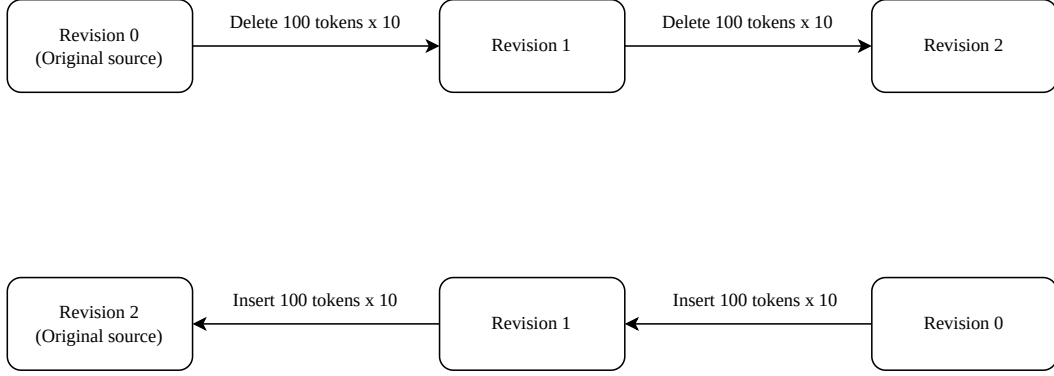 Delete 100 tokens x 10
Delete 100 tokens x 10
Revision 0
(Original source)
Revision 1
Revision 2
Insert 100 tokens x 10
Insert 100 tokens x 10
Revision 2
(Original source)
Revision 1
Revision 0